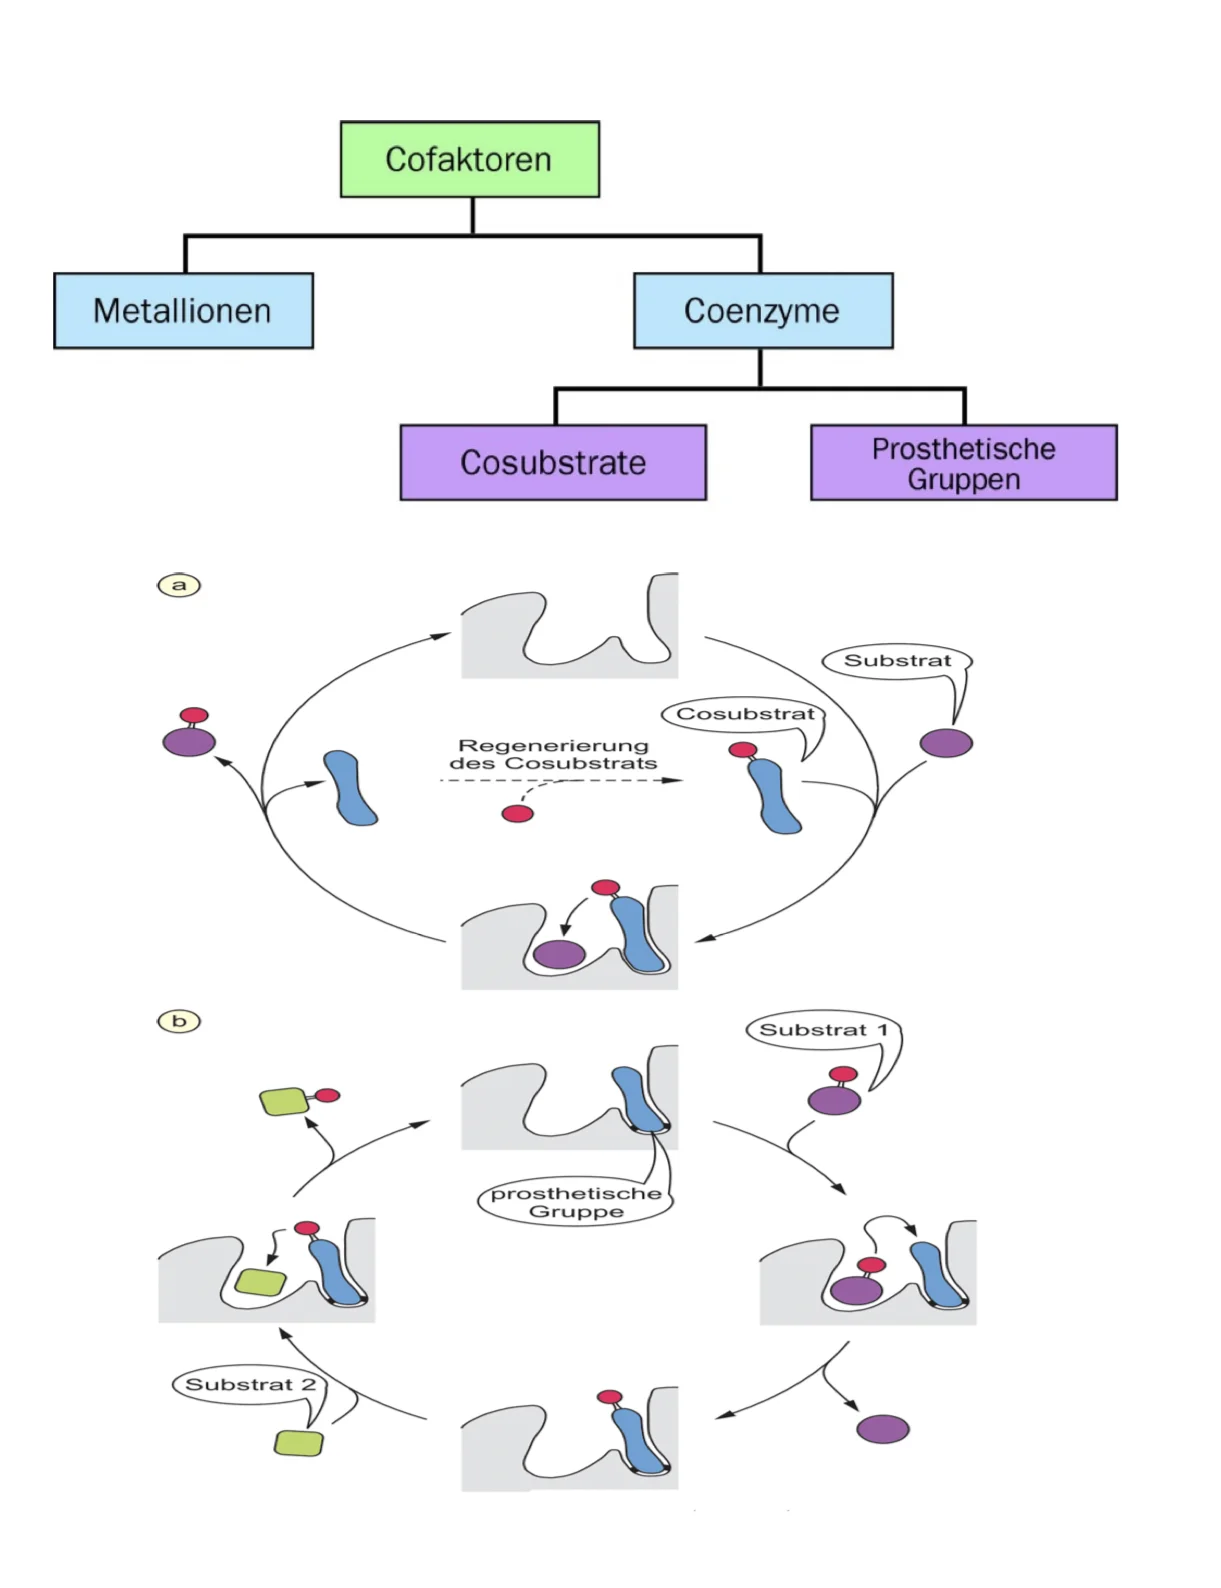 Cofaktoren
Metallionen
Coenzyme
Cosubstrate
Prosthetische
Gruppen
a
Substrat
Cosubstrat
Regenerierung
des Cosubstrats
b
Substrat 1
prosthetische
Gruppe
Substrat 2